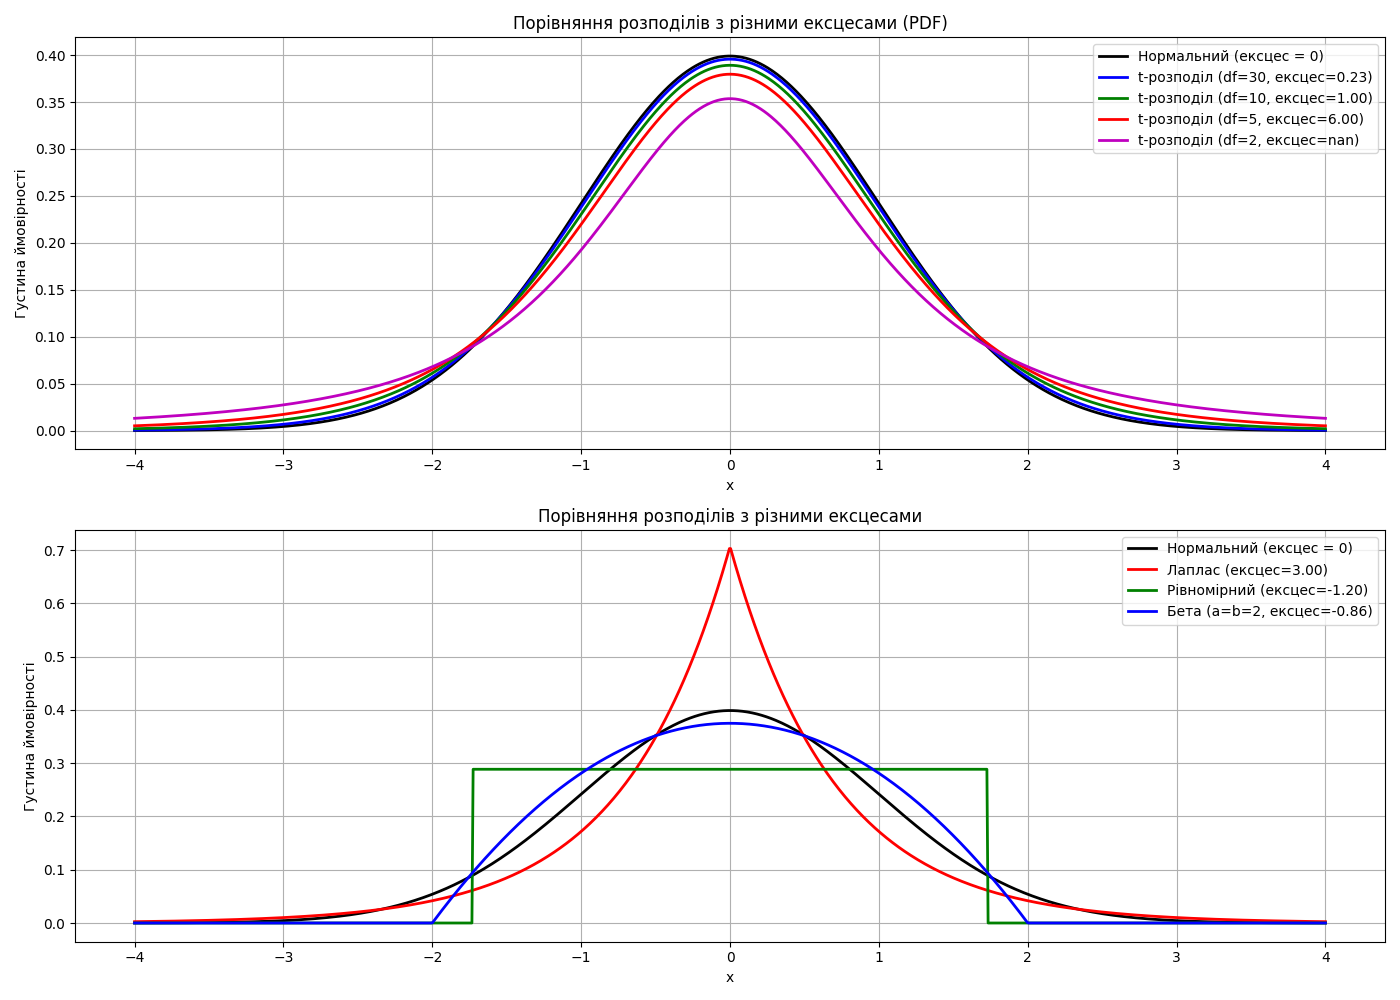 Порівняння розподілів з різними ексцесами (PDF)
Густина ймовірності
0.40
0.35
0.30
0.25
0.20
0.15
0.10
0.05
0.00
Нормальний (ексцес = 0)
t-розподіл (df=30, ексцес=0.23)
t-розподіл (df=10, ексцес=1.00)
t-розподіл (df=5, ексцес=6.00)
t-розподіл (df=2, ексцес=nan)
−4 −3 −2 −1 0 1 2 3 4
x
Порівняння розподілів з різними ексцесами
Густина ймовірності
0.7
0.6
0.5
0.4
0.3
0.2
0.1
0.0
Нормальний (ексцес = 0)
Лаплас (ексцес=3.00)
Рівномірний (ексцес=-1.20)
Бета (a=b=2, ексцес=-0.86)
−4 −3 −2 −1 0 1 2 3 4
x